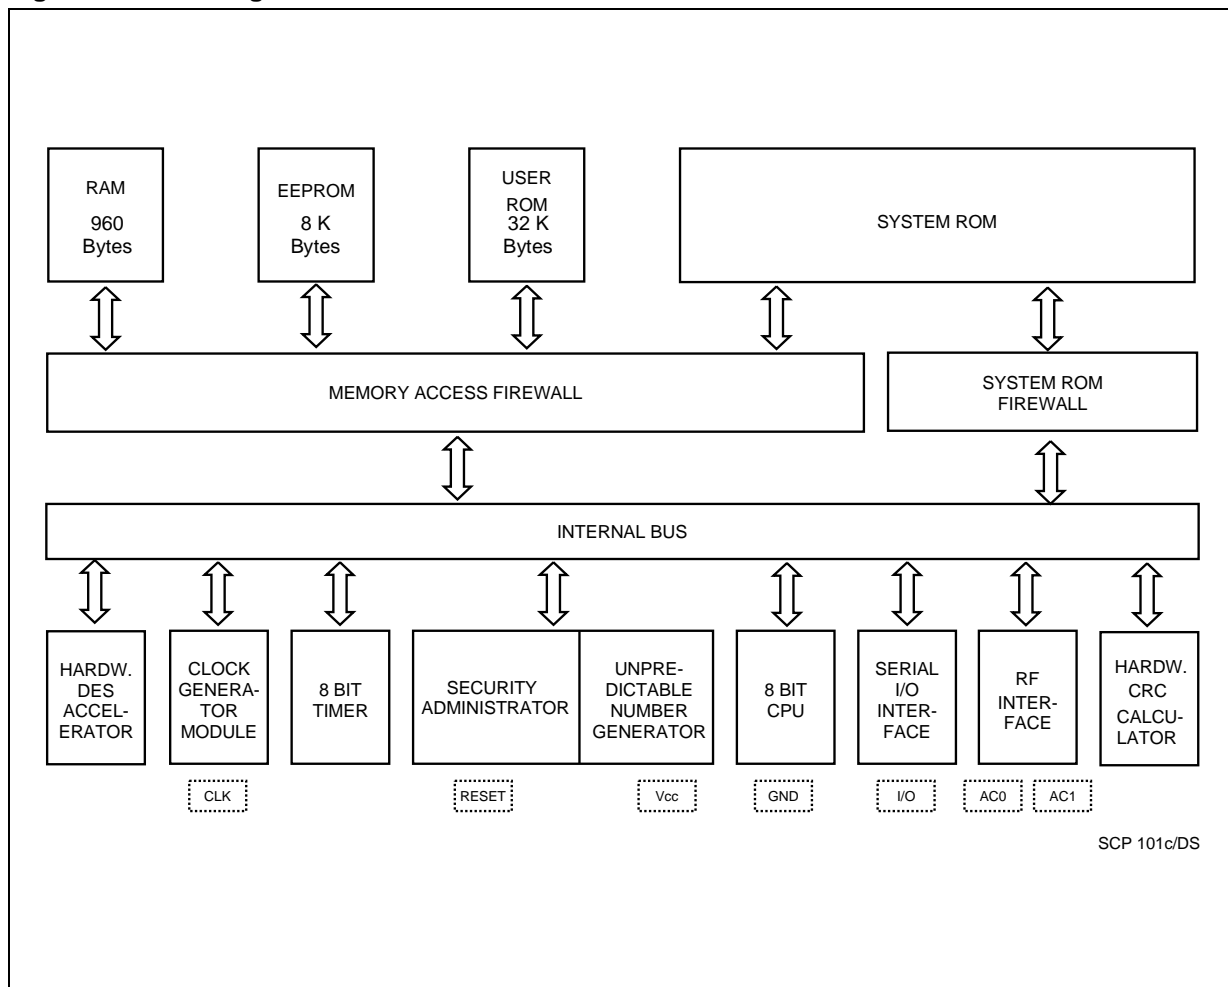 RAM
960
Bytes
EEPROM
8 K
Bytes
USER
ROM
32 K
Bytes
SYSTEM ROM
MEMORY ACCESS FIREWALL
SYSTEM ROM
FIREWALL
INTERNAL BUS
HARDW.
DES
ACCEL-
ERATOR
CLOCK
GENERA-
TOR
MODULE
8 BIT
TIMER
SECURITY
ADMINISTRATOR
UNPRE-
DICTABLE
NUMBER
GENERATOR
8 BIT
CPU
SERIAL
I/O
INTER-
FACE
RF
INTER-
FACE
HARDW.
CRC
CALCU-
LATOR
CLK
RESET
Vcc
GND
I/O
AC0
AC1
SCP 101c/DS